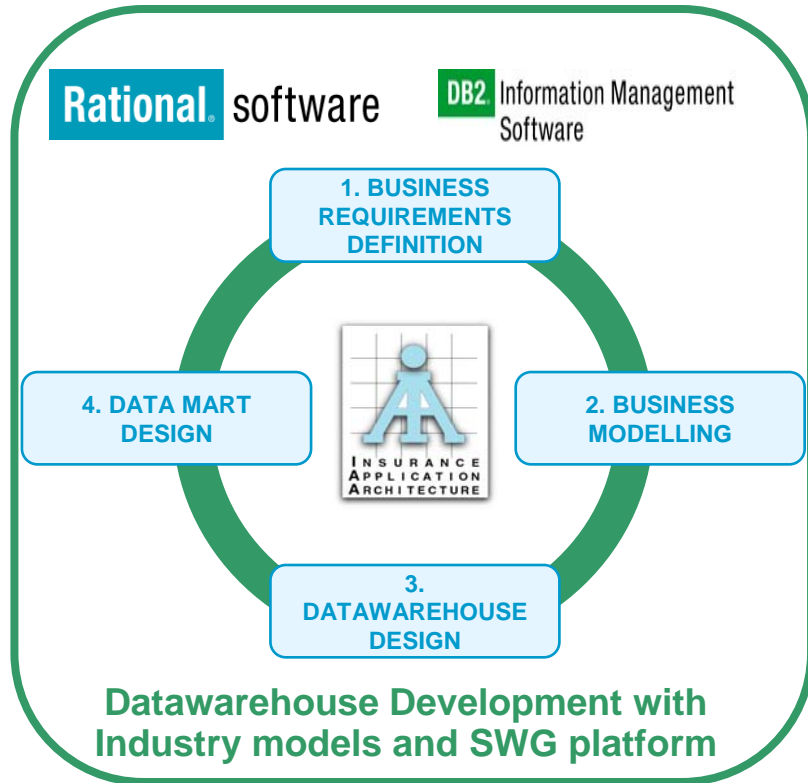 Rational. software
DB2. Information Management
Software
1. BUSINESS
REQUIREMENTS
DEFINITION
4. DATA MART
DESIGN
2. BUSINESS
MODELLING
IAA
INSURANCE
APPLICATION
ARCHITECTURE
3.
DATAWAREHOUSE
DESIGN
Datawarehouse Development with
Industry models and SWG platform